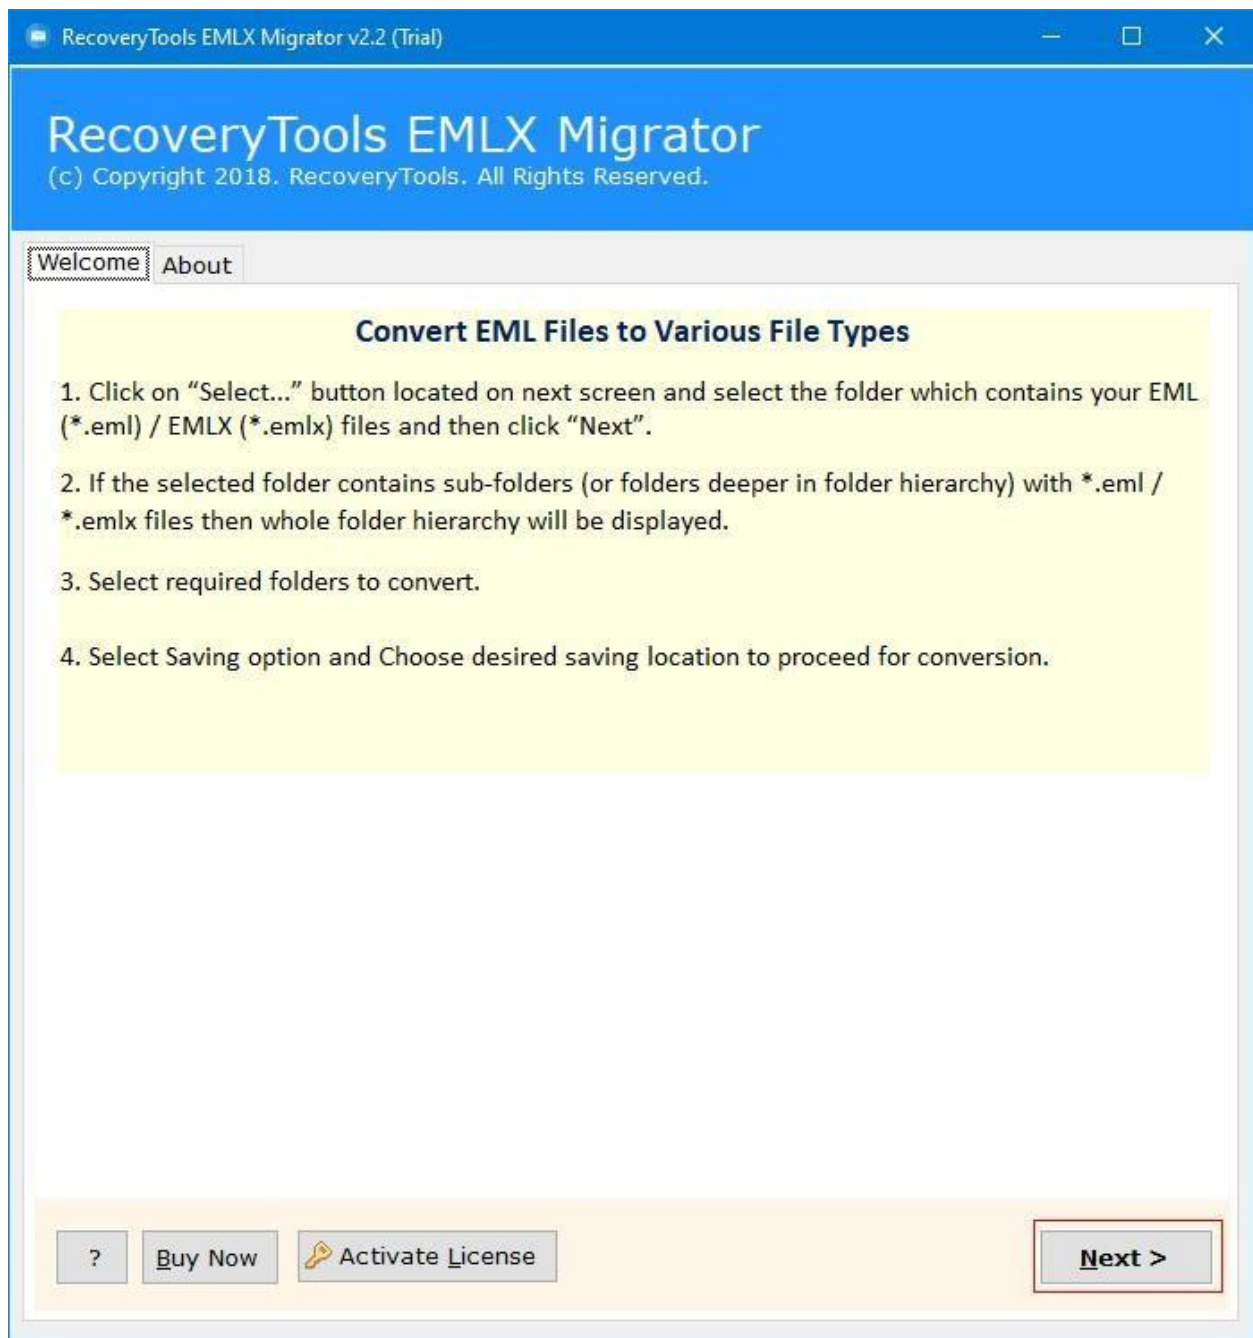 RecoveryTools EMLX Migrator v2.2 (Trial)
RecoveryTools EMLX Migrator
(c) Copyright 2018. RecoveryTools. All Rights Reserved.
Welcome About
Convert EML Files to Various File Types
1. Click on “Select...” button located on next screen and select the folder which contains your EML
(*.eml) / EMLX (*.emlx) files and then click “Next”.
2. If the selected folder contains sub-folders (or folders deeper in folder hierarchy) with *.eml /
*.emlx files then whole folder hierarchy will be displayed.
3. Select required folders to convert.
4. Select Saving option and Choose desired saving location to proceed for conversion.
? Buy Now Activate License Next >